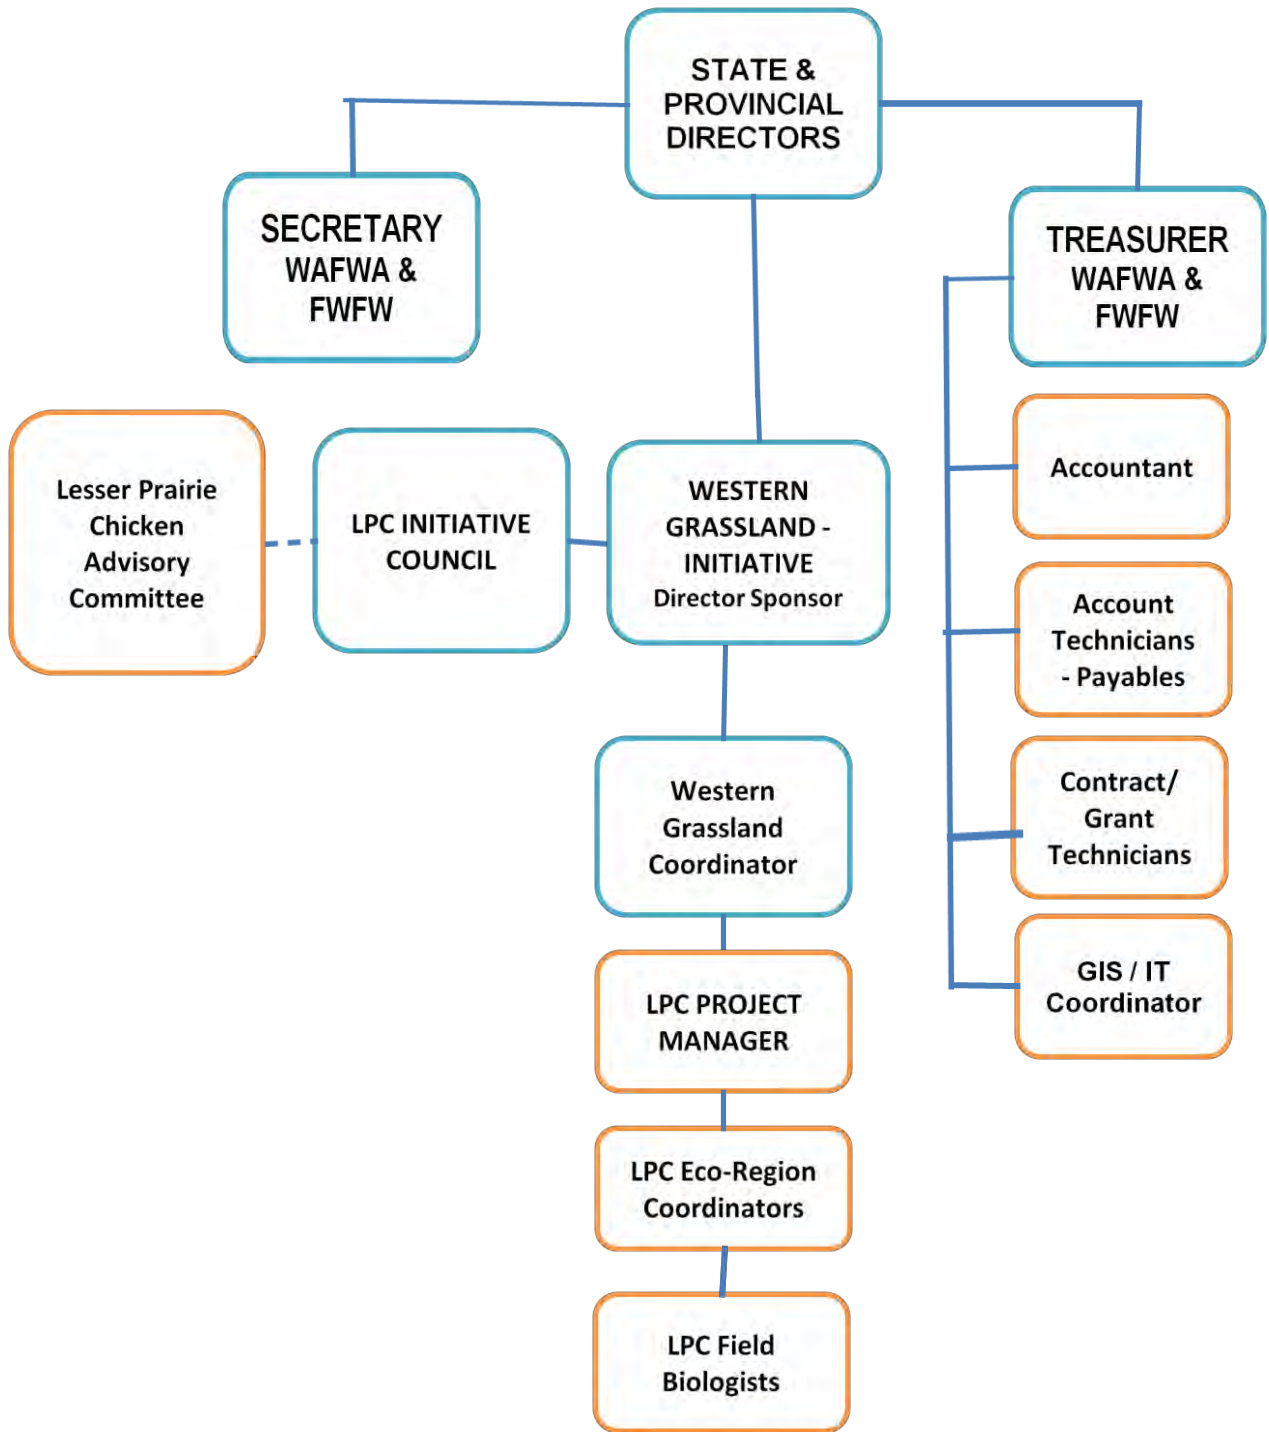 STATE &
PROVINCIAL
DIRECTORS
SECRETARY
WAFWA &
FWFW
TREASURER
WAFWA &
FWFW
Lesser Prairie
Chicken
Advisory
Committee
LPC INITIATIVE
COUNCIL
WESTERN
GRASSLAND -
INITIATIVE
Director Sponsor
Accountant
Account
Technicians
- Payables
Western
Grassland
Coordinator
Contract/
Grant
Technicians
LPC PROJECT
MANAGER
GIS / IT
Coordinator
LPC Eco-Region
Coordinators
LPC Field
Biologists